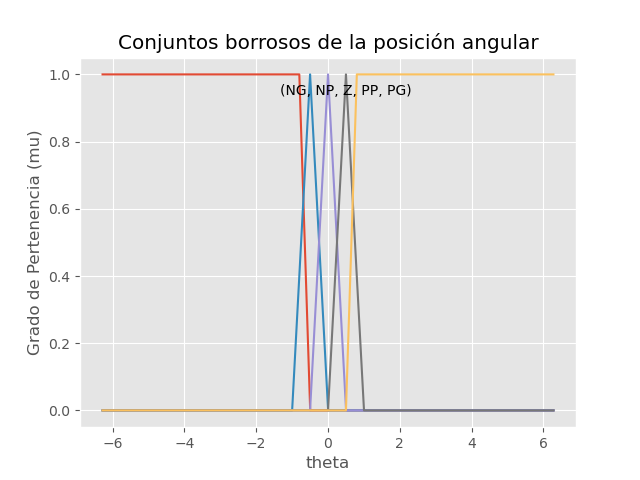 Conjuntos borrosos de la posición angular
1.0
(NG, NP, Z, PP, PG)
0.8
0.6
0.4
0.2
0.0
Grado de Pertenencia (mu)
−6 −4 −2 0 2 4 6
theta